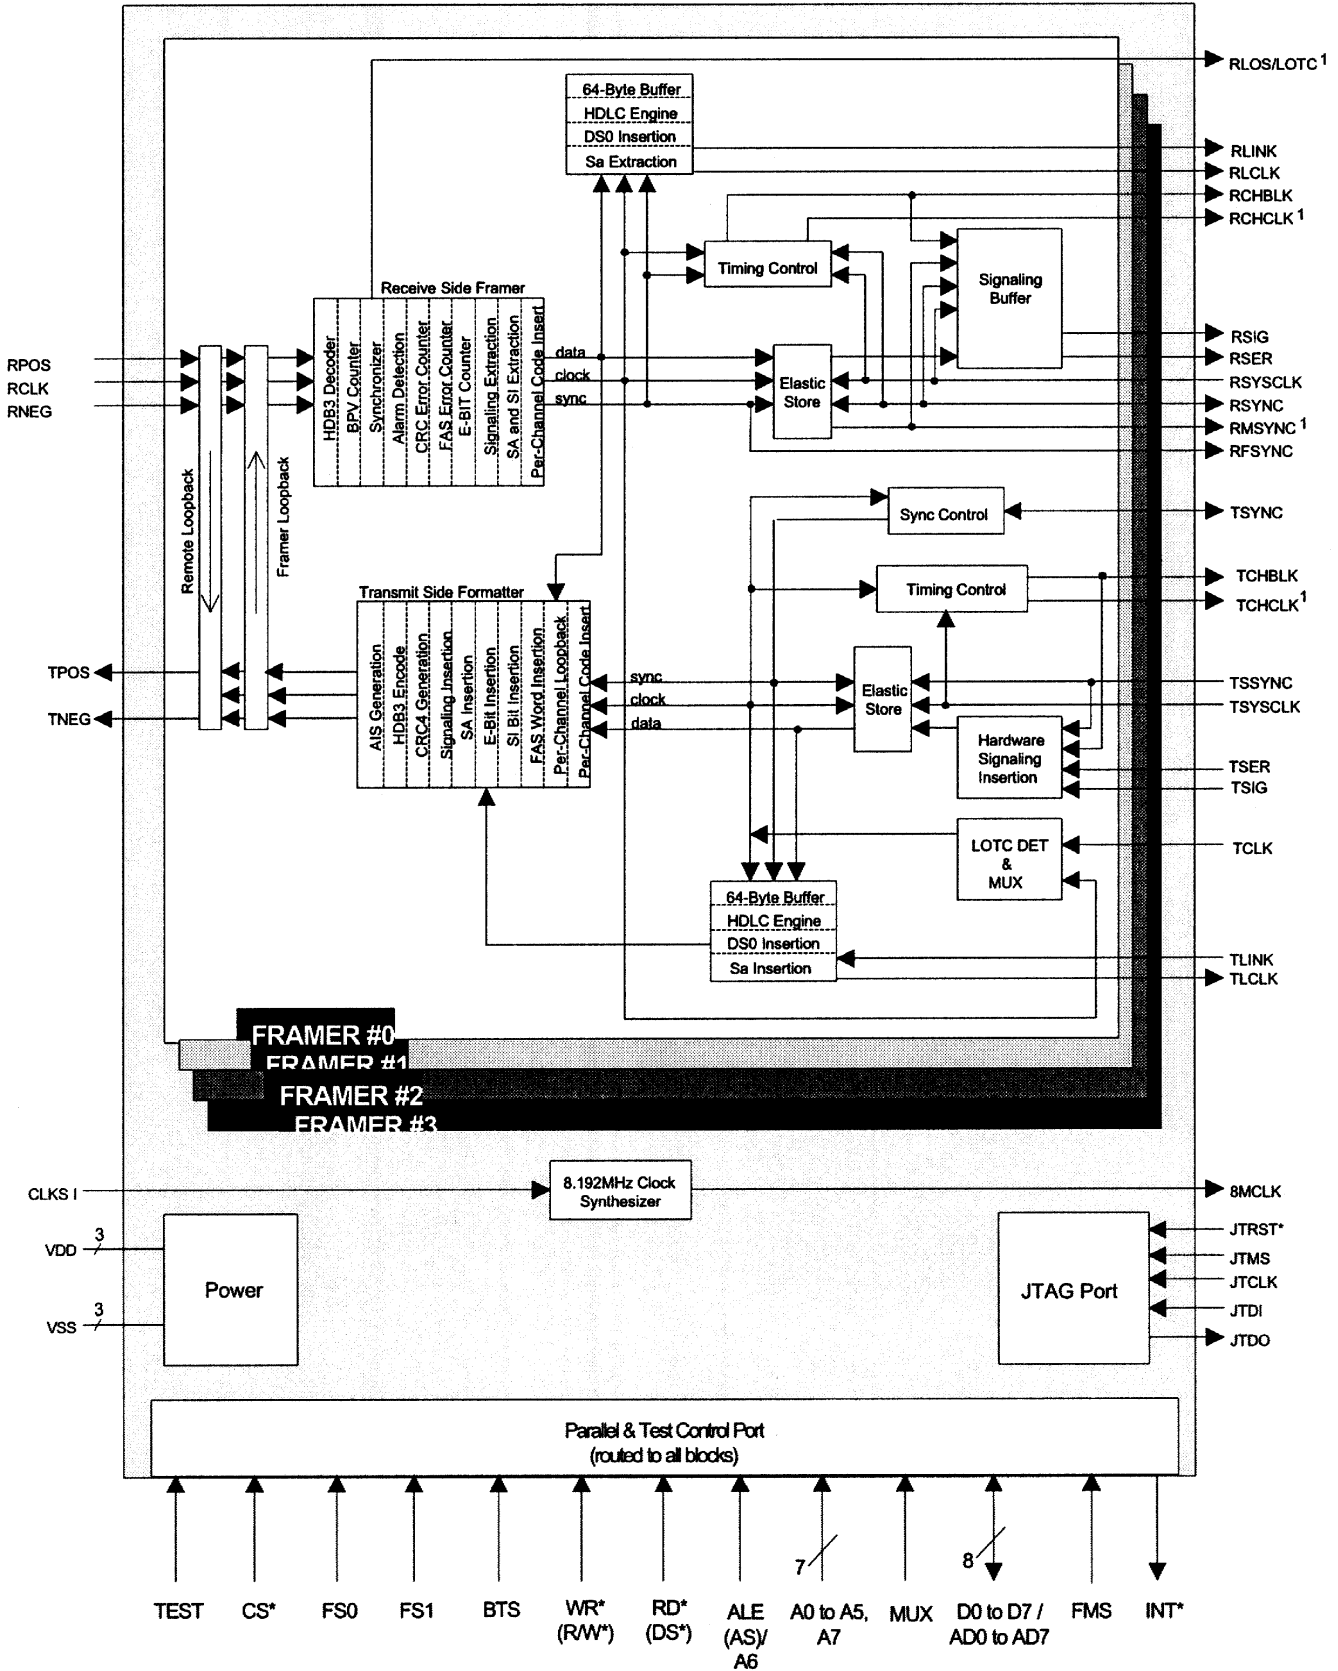 RLOS/LOTC 1
64-Byte Buffer
HDLC Engine
DS0 Insertion
Sa Extraction
RLINK
RLCLK
RCHBLK
RCHCLK 1
Timing Control
Signaling
Buffer
Receive Side Framer
HDB3 Decoder
BPV Counter
Synchronizer
Alarm Detection
CRC Error Counter
FAS Error Counter
E-BIT Counter
Signaling Extraction
SA and SI Extraction
Per-Channel Code Insert
RPOS
RCLK
RNEG
data
clock
sync
Elastic
Store
RSIG
RSER
RSYSCLK
RSYNC
RMSYNC 1
RFSYNC
Remote Loopback
Framer Loopback
Sync Control
TSYNC
Timing Control
TCHBLK
TCHCLK 1
Transmit Side Formatter
AIS Generation
HDB3 Encode
CRC4 Generation
Signaling Insertion
SA Insertion
E-Bit Insertion
SI Bit Insertion
FAS Word Insertion
Per-Channel Loopback
Per-Channel Code Insert
TPOS
TNEG
sync
clock
data
Elastic
Store
TSSYNC
TSYSCLK
Hardware
Signaling
Insertion
TSER
TSIG
LOTC DET
&
MUX
TCLK
64-Byte Buffer
HDLC Engine
DS0 Insertion
Sa Insertion
TLINK
TLCLK
FRAMER #0
FRAMER #1
FRAMER #2
FRAMER #3
CLKS I
8.192MHz Clock
Synthesizer
8MCLK
VDD
3
VSS
3
Power
JTAG Port
JTRST*
JTMS
JTCLK
JTDI
JTDO
Parallel & Test Control Port
(routed to all blocks)
7
8
TEST
CS*
FS0
FS1
BTS
WR*
(R/W*)
RD*
(DS*)
ALE
(AS)/
A6
A0 to A5,
A7
MUX
D0 to D7 /
AD0 to AD7
FMS
INT*